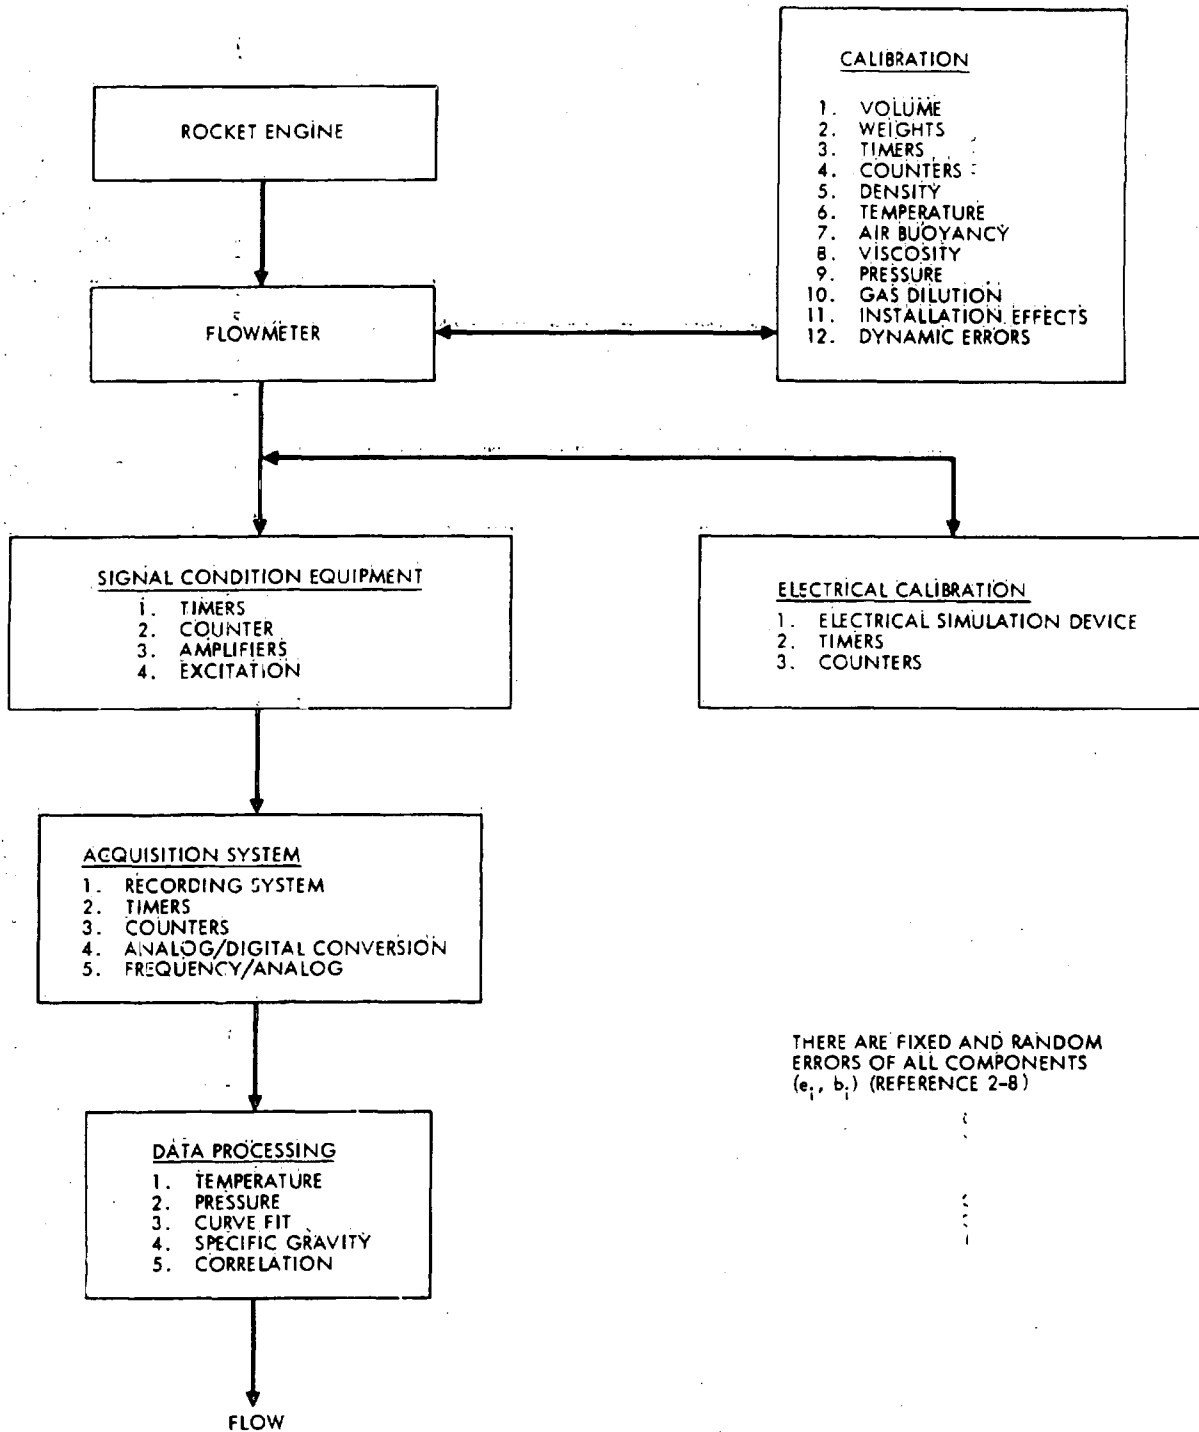 ROCKET ENGINE
CALIBRATION
1. VOLUME
2. WEIGHTS
3. TIMERS
4. COUNTERS
5. DENSITY
6. TEMPERATURE
7. AIR BUOYANCY
8. VISCOSITY
9. PRESSURE
10. GAS DILUTION
11. INSTALLATION EFFECTS
12. DYNAMIC ERRORS
FLOWMETER
SIGNAL CONDITION EQUIPMENT
1. TIMERS
2. COUNTER
3. AMPLIFIERS
4. EXCITATION
ELECTRICAL CALIBRATION
1. ELECTRICAL SIMULATION DEVICE
2. TIMERS
3. COUNTERS
ACQUISITION SYSTEM
1. RECORDING SYSTEM
2. TIMERS
3. COUNTERS
4. ANALOG/DIGITAL CONVERSION
5. FREQUENCY/ANALOG
THERE ARE FIXED AND RANDOM
ERRORS OF ALL COMPONENTS
(e_i, b_i) (REFERENCE 2-8)
DATA PROCESSING
1. TEMPERATURE
2. PRESSURE
3. CURVE FIT
4. SPECIFIC GRAVITY
5. CORRELATION
FLOW